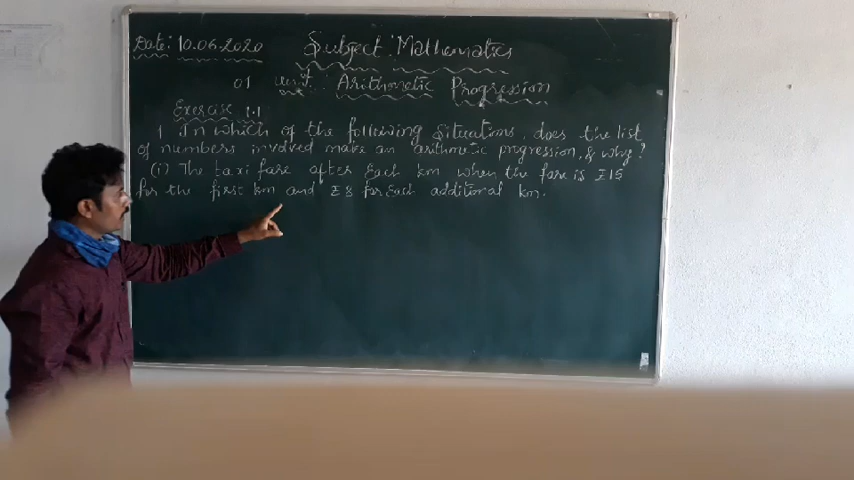 Date: 10.06.2020 Subject: Mathematics
01 Unit: Arithmetic Progression
Exercise 1.1
1 In which of the following situations, does the list
of numbers involved make an arithmetic progression, & why?
(i) The taxi fare after each km when the fare is ₹15
for the first km and ₹8 for each additional km.